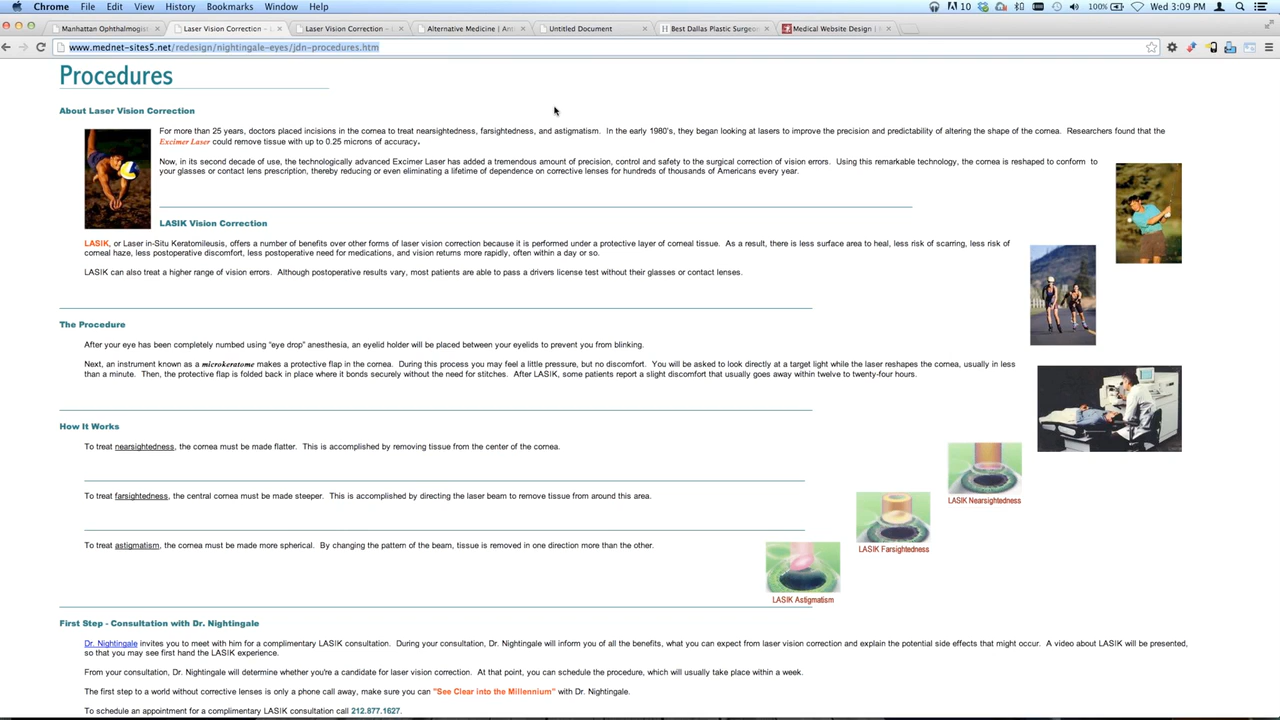 Chrome File Edit View History Bookmarks Window Help
10 100% Wed 3:09 PM
Manhattan Ophthalmologist Laser Vision Correction - Laser Vision Correction - Alternative Medicine | Anti Untitled Document Best Dallas Plastic Surgeon Medical Website Design |
www.mednet-sites5.net/redesign/nightingale-eyes/jdn-procedures.htm
Procedures
About Laser Vision Correction
For more than 25 years, doctors placed incisions in the cornea to treat nearsightedness, farsightedness, and astigmatism. In the early 1980's, they began looking at lasers to improve the precision and predictability of altering the shape of the cornea. Researchers found that the
Excimer Laser could remove tissue with up to 0.25 microns of accuracy.
Now, in its second decade of use, the technologically advanced Excimer Laser has added a tremendous amount of precision, control and safety to the surgical correction of vision errors. Using this remarkable technology, the cornea is reshaped to conform to
your glasses or contact lens prescription, thereby reducing or even eliminating a lifetime of dependence on corrective lenses for hundreds of thousands of Americans every year.
LASIK Vision Correction
LASIK, or Laser in-Situ Keratomileusis, offers a number of benefits over other forms of laser vision correction because it is performed under a protective layer of corneal tissue. As a result, there is less surface area to heal, less risk of scarring, less risk of
corneal haze, less postoperative discomfort, less postoperative need for medications, and vision returns more rapidly, often within a day or so.
LASIK can also treat a higher range of vision errors. Although postoperative results vary, most patients are able to pass a drivers license test without their glasses or contact lenses.
The Procedure
After your eye has been completely numbed using "eye drop" anesthesia, an eyelid holder will be placed between your eyelids to prevent you from blinking.
Next, an instrument known as a microkeratome makes a protective flap in the cornea. During this process you may feel a little pressure, but no discomfort. You will be asked to look directly at a target light while the laser reshapes the cornea, usually in less
than a minute. Then, the protective flap is folded back in place where it bonds securely without the need for stitches. After LASIK, some patients report a slight discomfort that usually goes away within twelve to twenty-four hours.
How It Works
To treat nearsightedness, the cornea must be made flatter. This is accomplished by removing tissue from the center of the cornea.
LASIK Nearsightedness
To treat farsightedness, the central cornea must be made steeper. This is accomplished by directing the laser beam to remove tissue from around this area.
LASIK Farsightedness
To treat astigmatism, the cornea must be made more spherical. By changing the pattern of the beam, tissue is removed in one direction more than the other.
LASIK Astigmatism
First Step - Consultation with Dr. Nightingale
Dr. Nightingale invites you to meet with him for a complimentary LASIK consultation. During your consultation, Dr. Nightingale will inform you of all the benefits, what you can expect from laser vision correction and explain the potential side effects that might occur. A video about LASIK will be presented,
so that you may see first hand the LASIK experience.
From your consultation, Dr. Nightingale will determine whether you're a candidate for laser vision correction. At that point, you can schedule the procedure, which will usually take place within a week.
The first step to a world without corrective lenses is only a phone call away, make sure you can "See Clear into the Millennium" with Dr. Nightingale.
To schedule an appointment for a complimentary LASIK consultation call 212.877.1627.